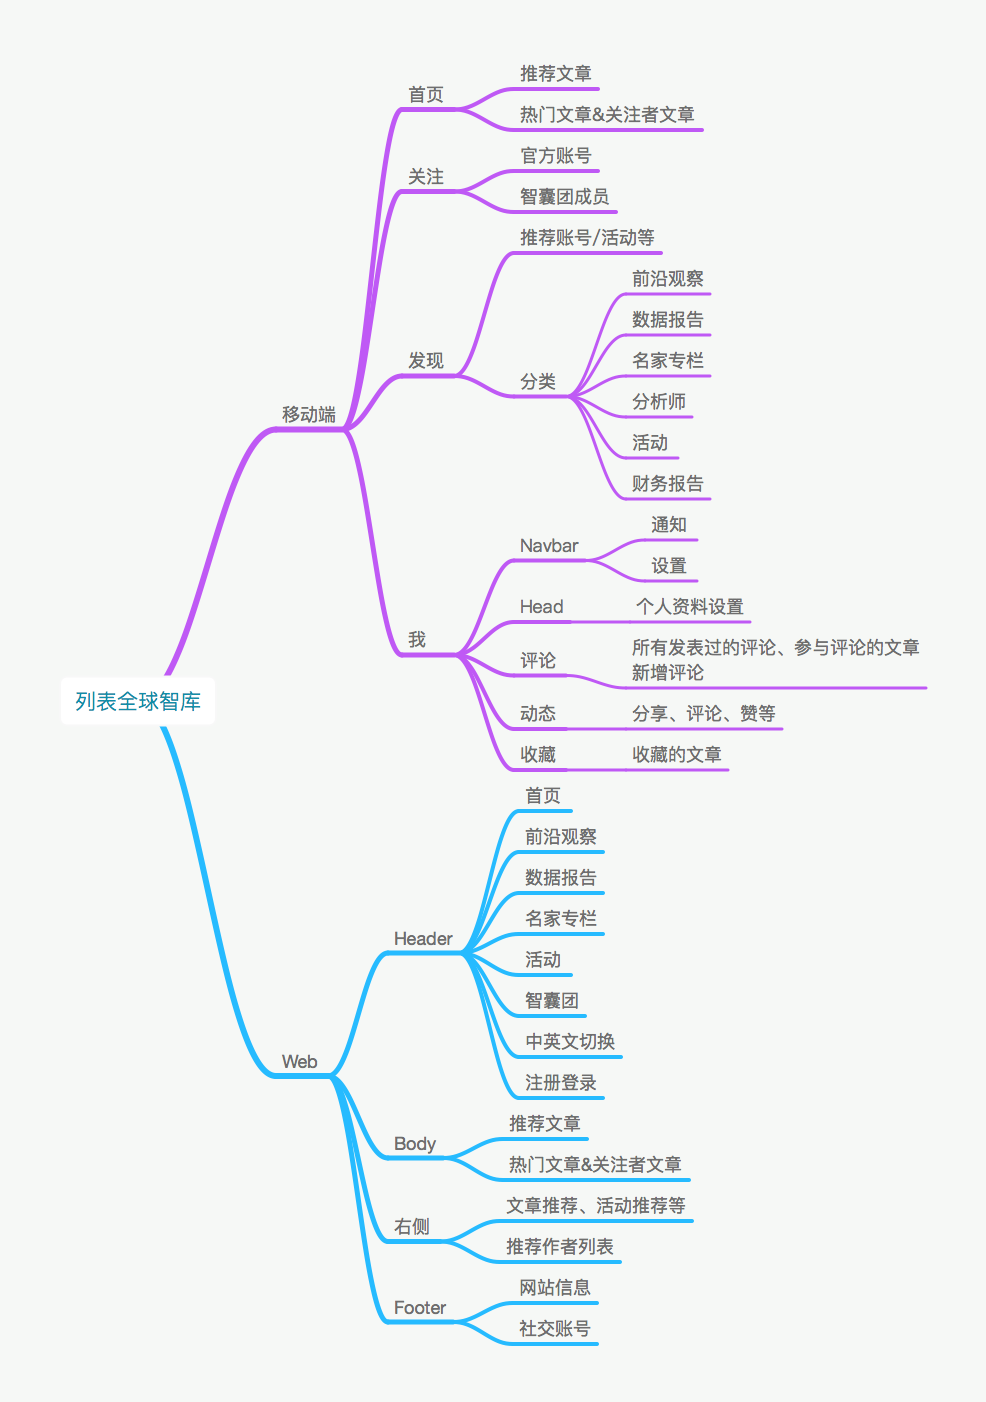 推荐文章
首页
热门文章&关注者文章
官方账号
关注
智囊团成员
推荐账号/活动等
前沿观察
数据报告
发现
名家专栏
分类
分析师
移动端
活动
财务报告
通知
Navbar
设置
Head
个人资料设置
我
所有发表过的评论、参与评论的文章
评论
新增评论
列表全球智库
动态
分享、评论、赞等
收藏
收藏的文章
首页
前沿观察
数据报告
名家专栏
Header
活动
智囊团
中英文切换
Web
注册登录
推荐文章
Body
热门文章&关注者文章
文章推荐、活动推荐等
右侧
推荐作者列表
网站信息
Footer
社交账号